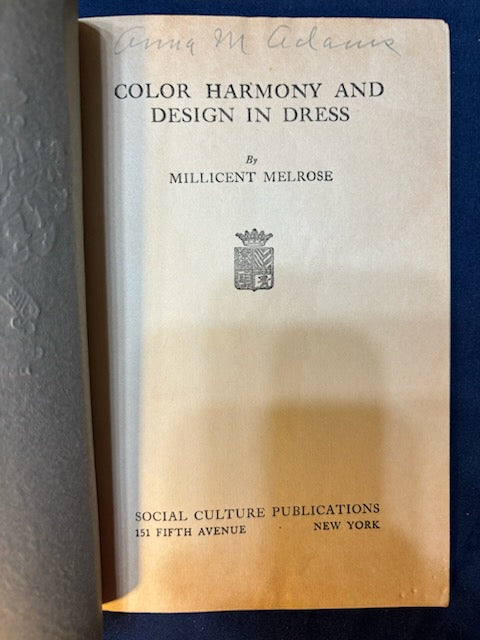 Anna M Adams
COLOR HARMONY AND
DESIGN IN DRESS
By
MILLICENT MELROSE
SOCIAL CULTURE PUBLICATIONS
151 FIFTH AVENUE NEW YORK